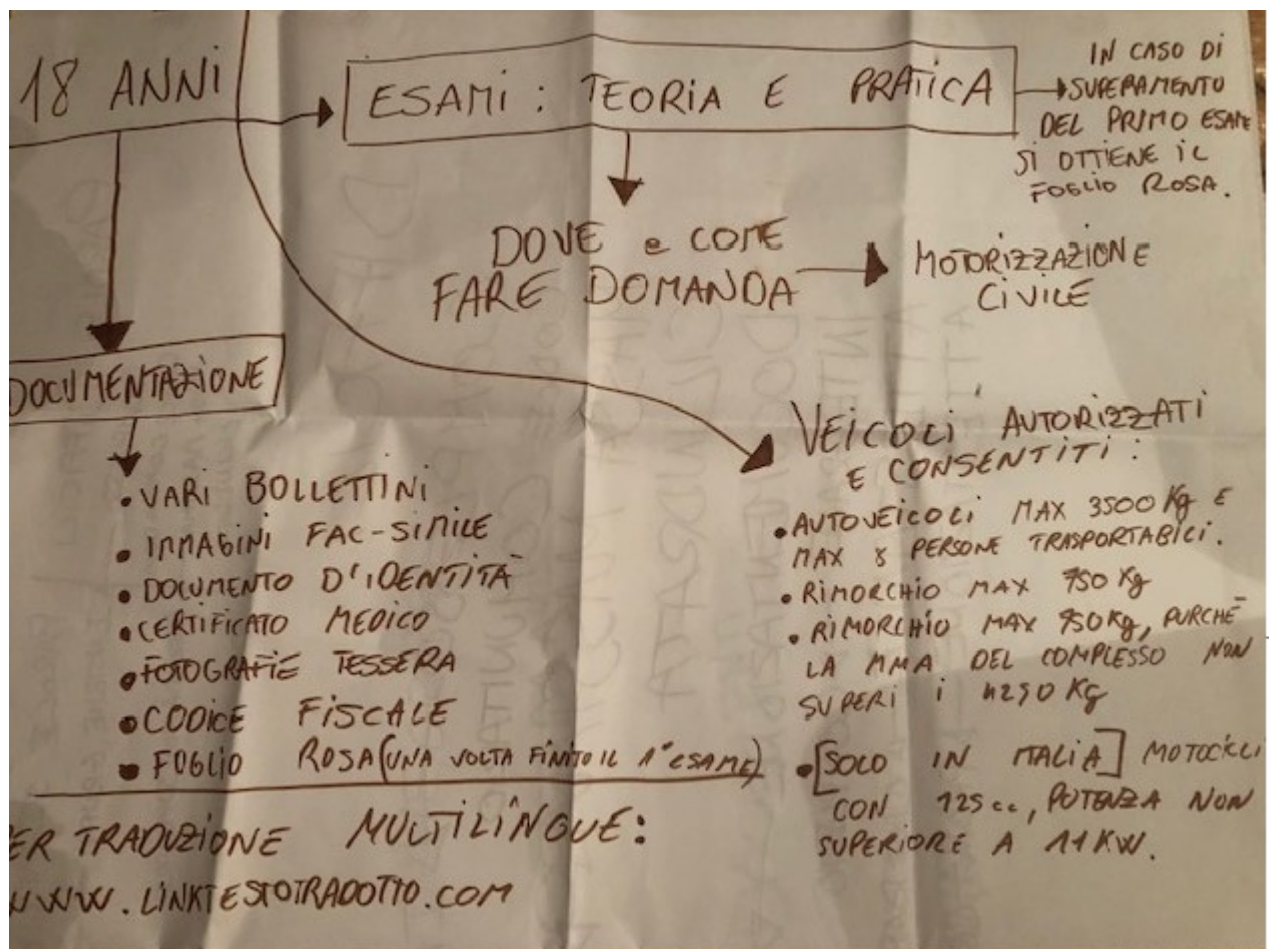 18 ANNI
ESAMI: TEORIA E PRATICA
IN CASO DI
SUPERAMENTO
DEL PRIMO ESAME
SI OTTIENE IL
FOGLIO ROSA.
DOVE e COME
FARE DOMANDA
MOTORIZZAZIONE
CIVILE
DOCUMENTAZIONE
• VARI BOLLETTINI
• IMMAGINI FAC-SIMILE
• DOCUMENTO D'IDENTITÀ
• CERTIFICATO MEDICO
• FOTOGRAFIE TESSERA
• CODICE FISCALE
• FOGLIO ROSA (UNA VOLTA FINITO IL 1° ESAME)
VEICOLI AUTORIZZATI
E CONSENTITI:
• AUTOVEICOLI MAX 3500 Kg E
MAX 8 PERSONE TRASPORTABILI.
• RIMORCHIO MAX 750 Kg
• RIMORCHIO MAX 750 Kg, PURCHÉ
LA MMA DEL COMPLESSO NON
SUPERI I 4250 KG
• [SOLO IN ITALIA] MOTOCICLI
CON 125 cc, POTENZA NON
SUPERIORE A 11 KW.
ER TRADUZIONE MULTILINGUE:
WWW.LINKTESTOTRADOTTO.COM